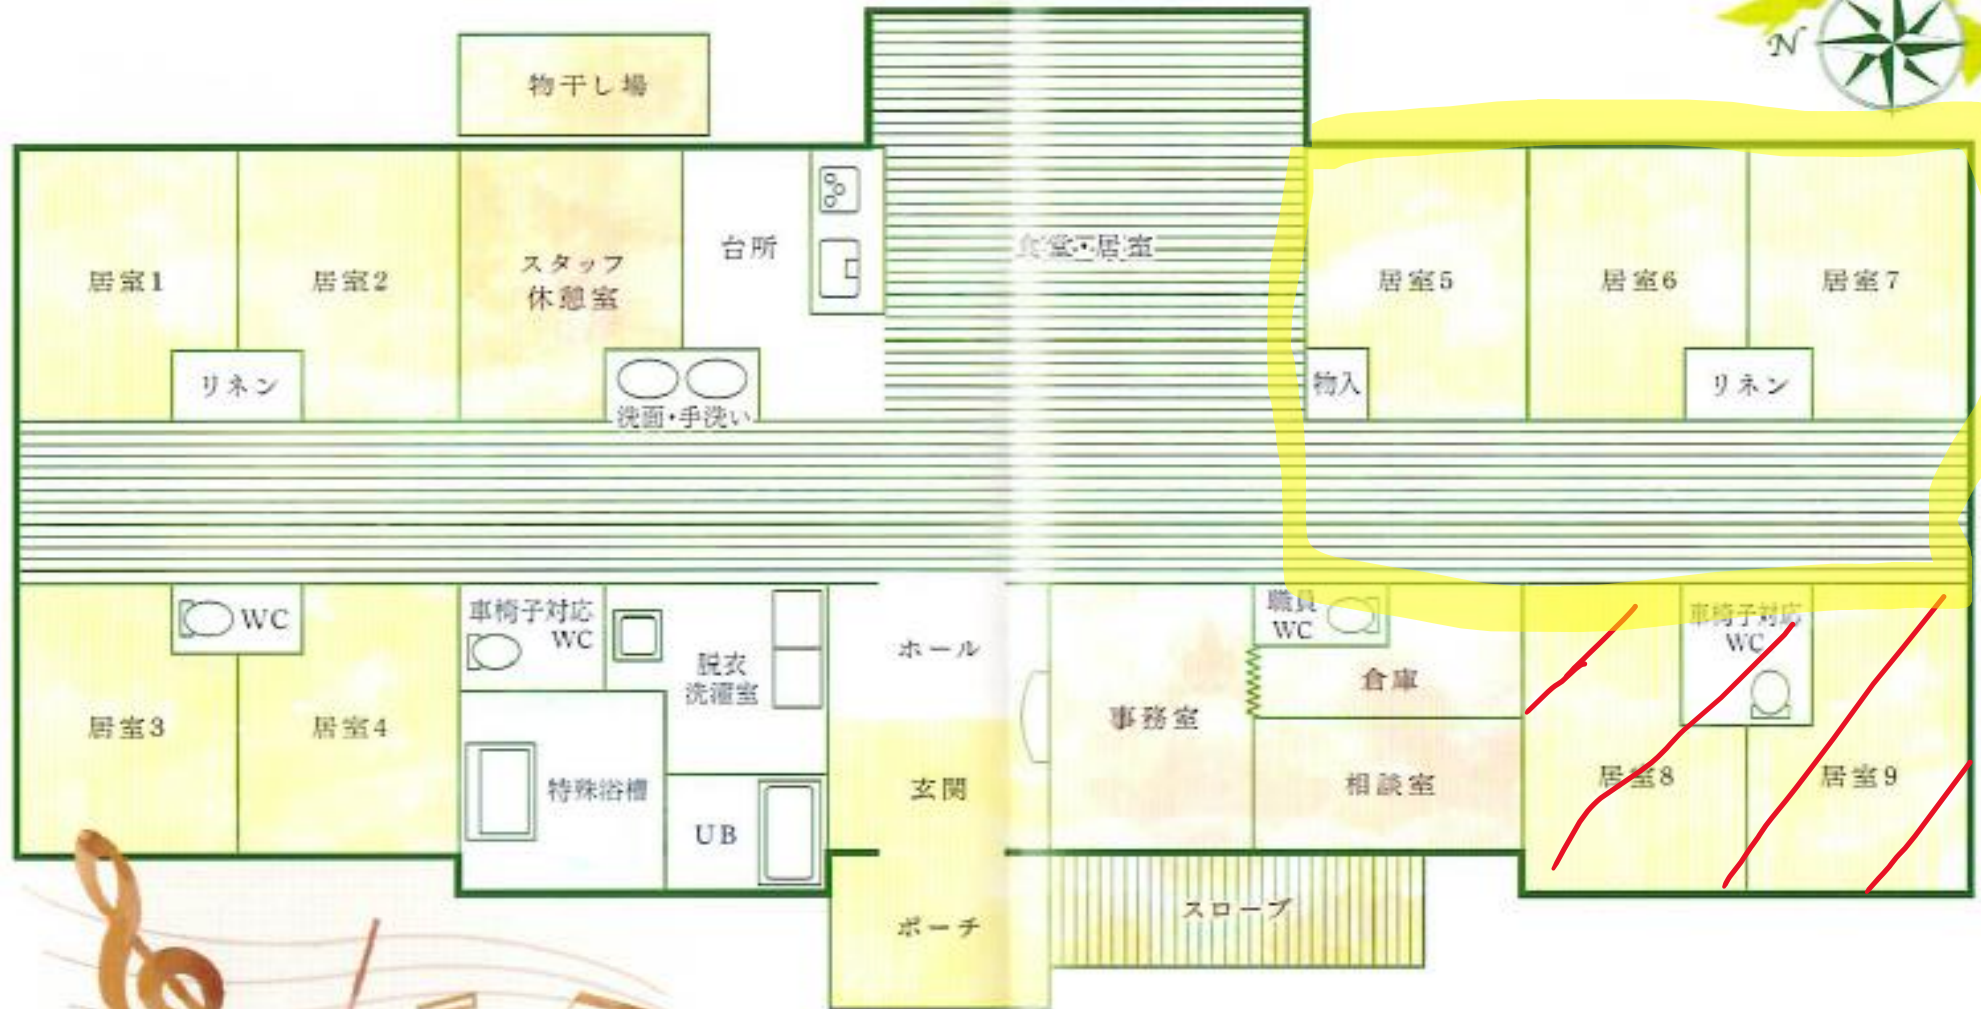 N
物干し場
居室1
居室2
スタッフ
休憩室
台所
食堂・居室
居室5
居室6
居室7
リネン
洗面・手洗い
物入
リネン
WC
車椅子対応
WC
脱衣
洗濯室
ホール
職員
WC
車椅子対応
WC
倉庫
居室3
居室4
特殊浴槽
UB
玄関
事務室
相談室
居室8
居室9
ポーチ
スロープ